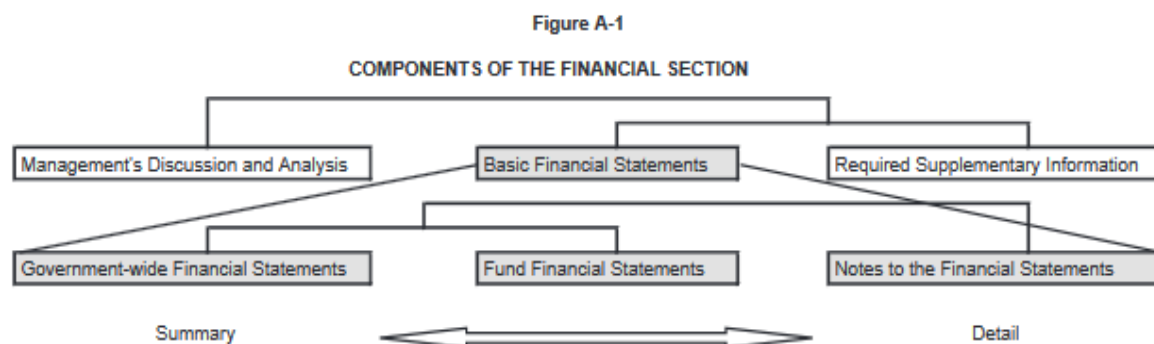 Figure A-1
COMPONENTS OF THE FINANCIAL SECTION
Management's Discussion and Analysis
Basic Financial Statements
Required Supplementary Information
Government-wide Financial Statements
Fund Financial Statements
Notes to the Financial Statements
Summary
Detail